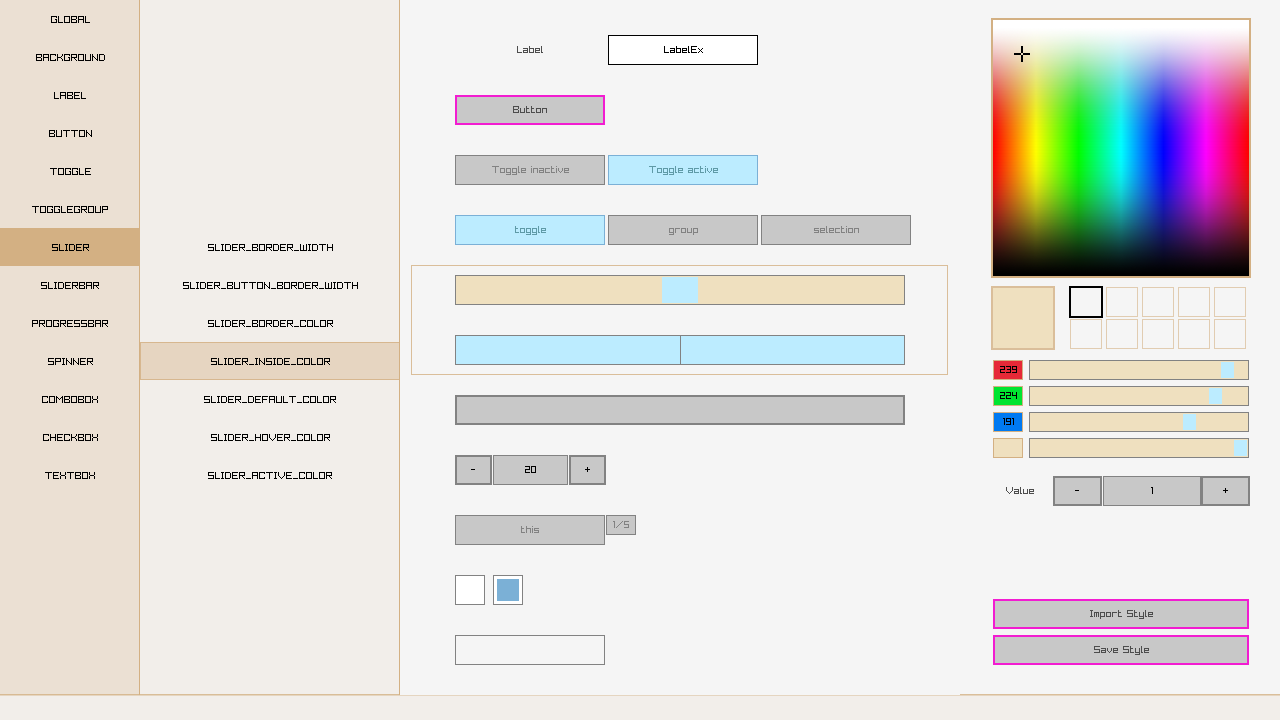 GLOBAL
BACKGROUND
LABEL
BUTTON
TOGGLE
TOGGLEGROUP
SLIDER
SLIDERBAR
PROGRESSBAR
SPINNER
COMBOBOX
CHECKBOX
TEXTBOX
SLIDER_BORDER_WIDTH
SLIDER_BUTTON_BORDER_WIDTH
SLIDER_BORDER_COLOR
SLIDER_INSIDE_COLOR
SLIDER_DEFAULT_COLOR
SLIDER_HOVER_COLOR
SLIDER_ACTIVE_COLOR
Label LabelEx
Button
Toggle inactive Toggle active
toggle group selection
- 20 +
this 1/5
239
224
191
Value - 1 +
Import Style
Save Style